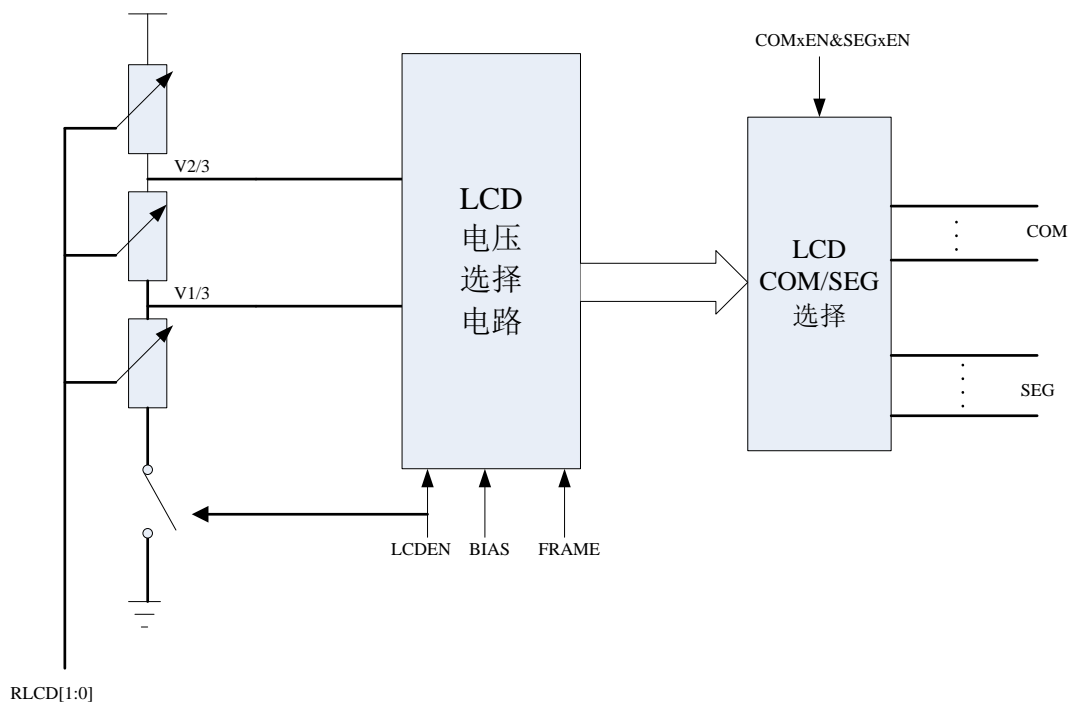 COMxEN&SEGxEN
V2/3
LCD
电压
选择
电路
V1/3
LCD
COM/SEG
选择
COM
SEG
LCDEN
BIAS
FRAME
RLCD[1:0]